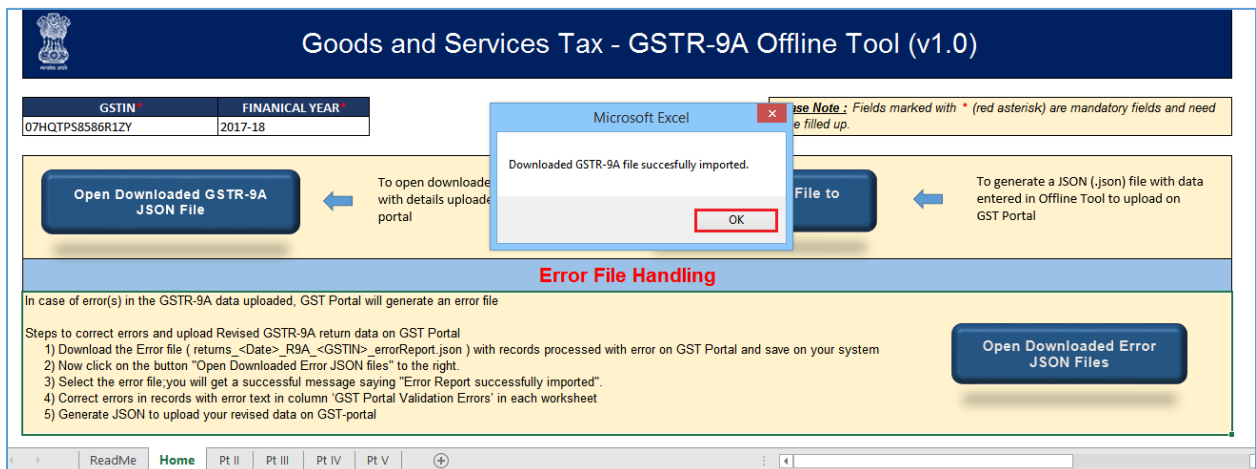 Goods and Services Tax - GSTR-9A Offline Tool (v1.0)
GSTIN* FINANICAL YEAR*
07HQTPS8586R1ZY 2017-18
Note : Fields marked with * (red asterisk) are mandatory fields and need
filled up.
Microsoft Excel
Downloaded GSTR-9A file succesfully imported.
OK
Open Downloaded GSTR-9A
JSON File
To open
with details
portal
File to
To generate a JSON (.json) file with data
entered in Offline Tool to upload on
GST Portal
Error File Handling
In case of error(s) in the GSTR-9A data uploaded, GST Portal will generate an error file
Steps to correct errors and upload Revised GSTR-9A return data on GST Portal
1) Download the Error file ( returns_<Date>_R9A_<GSTIN>_errorReport.json ) with records processed with error on GST Portal and save on your system
2) Now click on the button "Open Downloaded Error JSON files" to the right.
3) Select the error file;you will get a successful message saying "Error Report successfully imported".
4) Correct errors in records with error text in column ‘GST Portal Validation Errors’ in each worksheet
5) Generate JSON to upload your revised data on GST-portal
Open Downloaded Error
JSON Files
ReadMe Home Pt II Pt III Pt IV Pt V